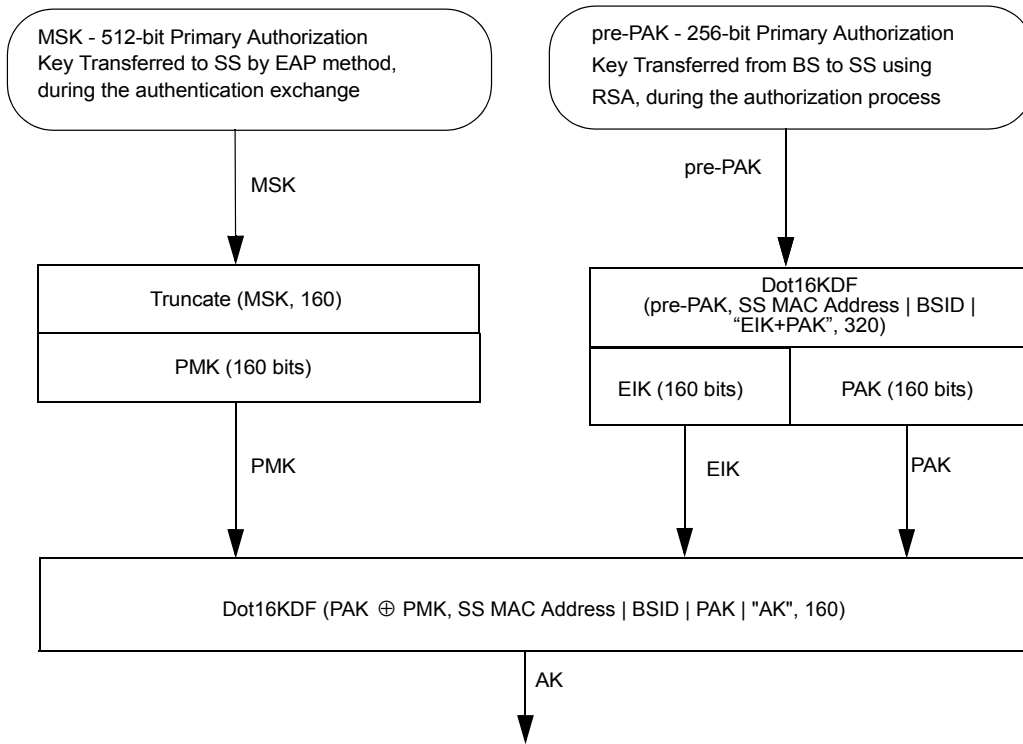 MSK - 512-bit Primary Authorization
Key Transferred to SS by EAP method,
during the authentication exchange
pre-PAK - 256-bit Primary Authorization
Key Transferred from BS to SS using
RSA, during the authorization process
MSK
pre-PAK
Truncate (MSK, 160)
PMK (160 bits)
Dot16KDF
(pre-PAK, SS MAC Address | BSID |
“EIK+PAK”, 320)
EIK (160 bits)
PAK (160 bits)
PMK
EIK
PAK
Dot16KDF (PAK ⊕ PMK, SS MAC Address | BSID | PAK | "AK", 160)
AK